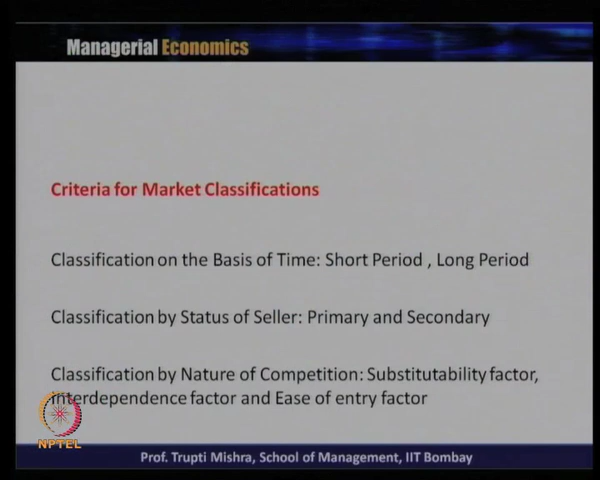 Managerial Economics
Criteria for Market Classifications
Classification on the Basis of Time: Short Period , Long Period
Classification by Status of Seller: Primary and Secondary
Classification by Nature of Competition: Substitutability factor,
Interdependence factor and Ease of entry factor
NPTEL
Prof. Trupti Mishra, School of Management, IIT Bombay